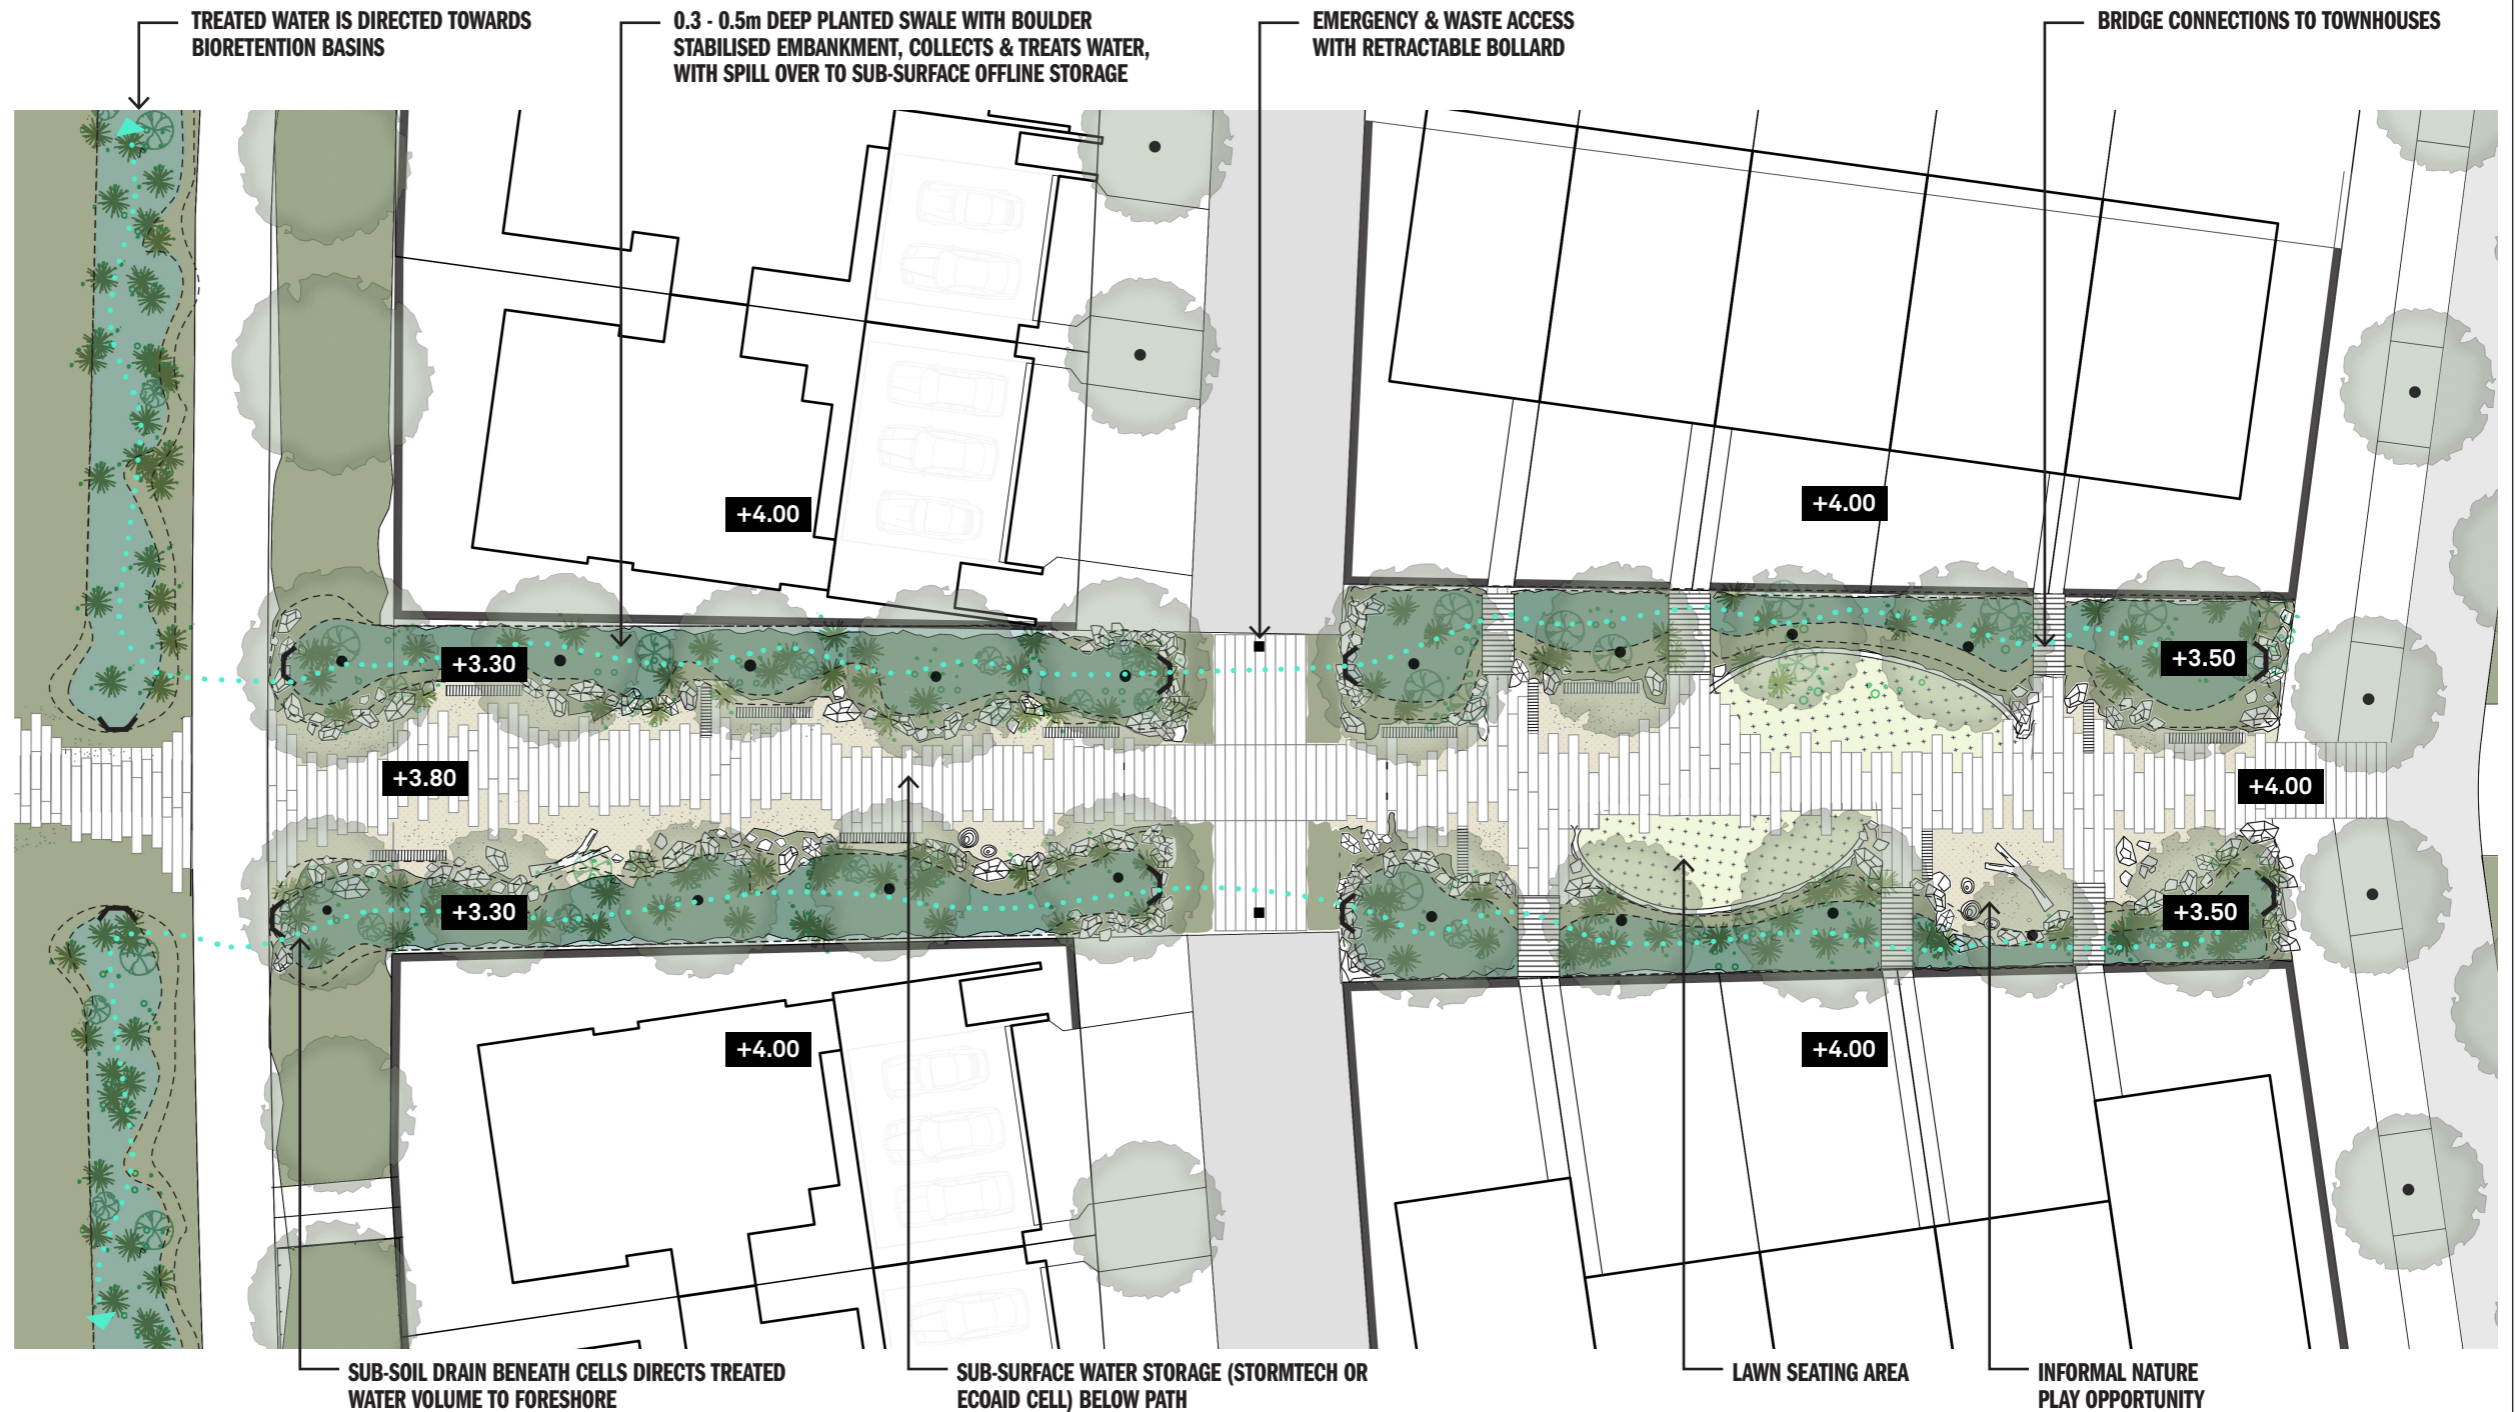 TREATED WATER IS DIRECTED TOWARDS
BIORETENTION BASINS
0.3 - 0.5m DEEP PLANTED SWALE WITH BOULDER
STABILISED EMBANKMENT, COLLECTS & TREATS WATER,
WITH SPILL OVER TO SUB-SURFACE OFFLINE STORAGE
EMERGENCY & WASTE ACCESS
WITH RETRACTABLE BOLLARD
BRIDGE CONNECTIONS TO TOWNHOUSES
+4.00
+4.00
+3.30
+3.50
+3.80
+4.00
+3.30
+3.50
+4.00
+4.00
SUB-SOIL DRAIN BENEATH CELLS DIRECTS TREATED
WATER VOLUME TO FORESHORE
SUB-SURFACE WATER STORAGE (STORMTECH OR
ECOAID CELL) BELOW PATH
LAWN SEATING AREA
INFORMAL NATURE
PLAY OPPORTUNITY